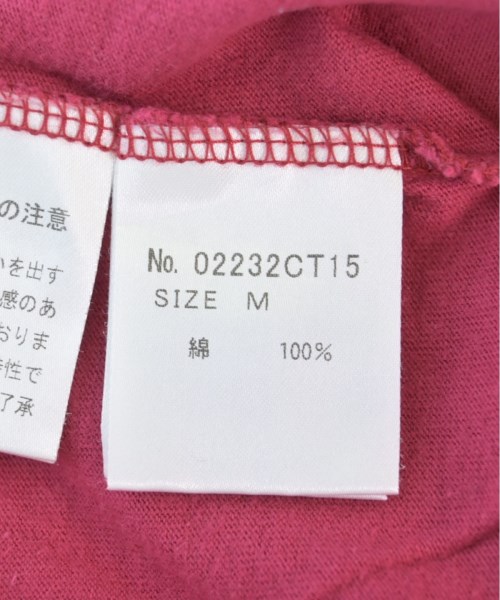 の注意
いを出す
感のあ
おりま
特性で
了承
No. 02232CT15
SIZE M
綿 100%